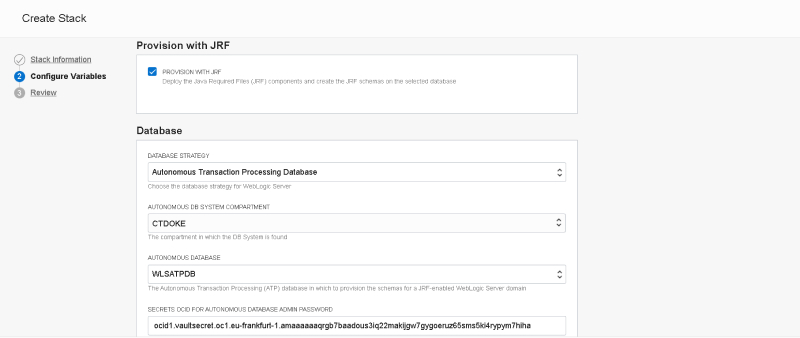 Create Stack
Stack Information
2 Configure Variables
3 Review
Provision with JRF
PROVISION WITH JRF
Deploy the Java Required Files (JRF) components and create the JRF schemas on the selected database
Database
DATABASE STRATEGY
Autonomous Transaction Processing Database
Choose the database strategy for WebLogic Server
AUTONOMOUS DB SYSTEM COMPARTMENT
CTDOKE
The compartment in which the DB System is found
AUTONOMOUS DATABASE
WLSATPDB
The Autonomous Transaction Processing (ATP) database in which to provision the schemas for a JRF-enabled WebLogic Server domain
SECRETS OCID FOR AUTONOMOUS DATABASE ADMIN PASSWORD
ocid1.vaultsecret.oc1.eu-frankfurt-1.amaaaaaaqrgb7baadous3iq22makijgw7gygoeruz65sms5ki4rypym7hiha